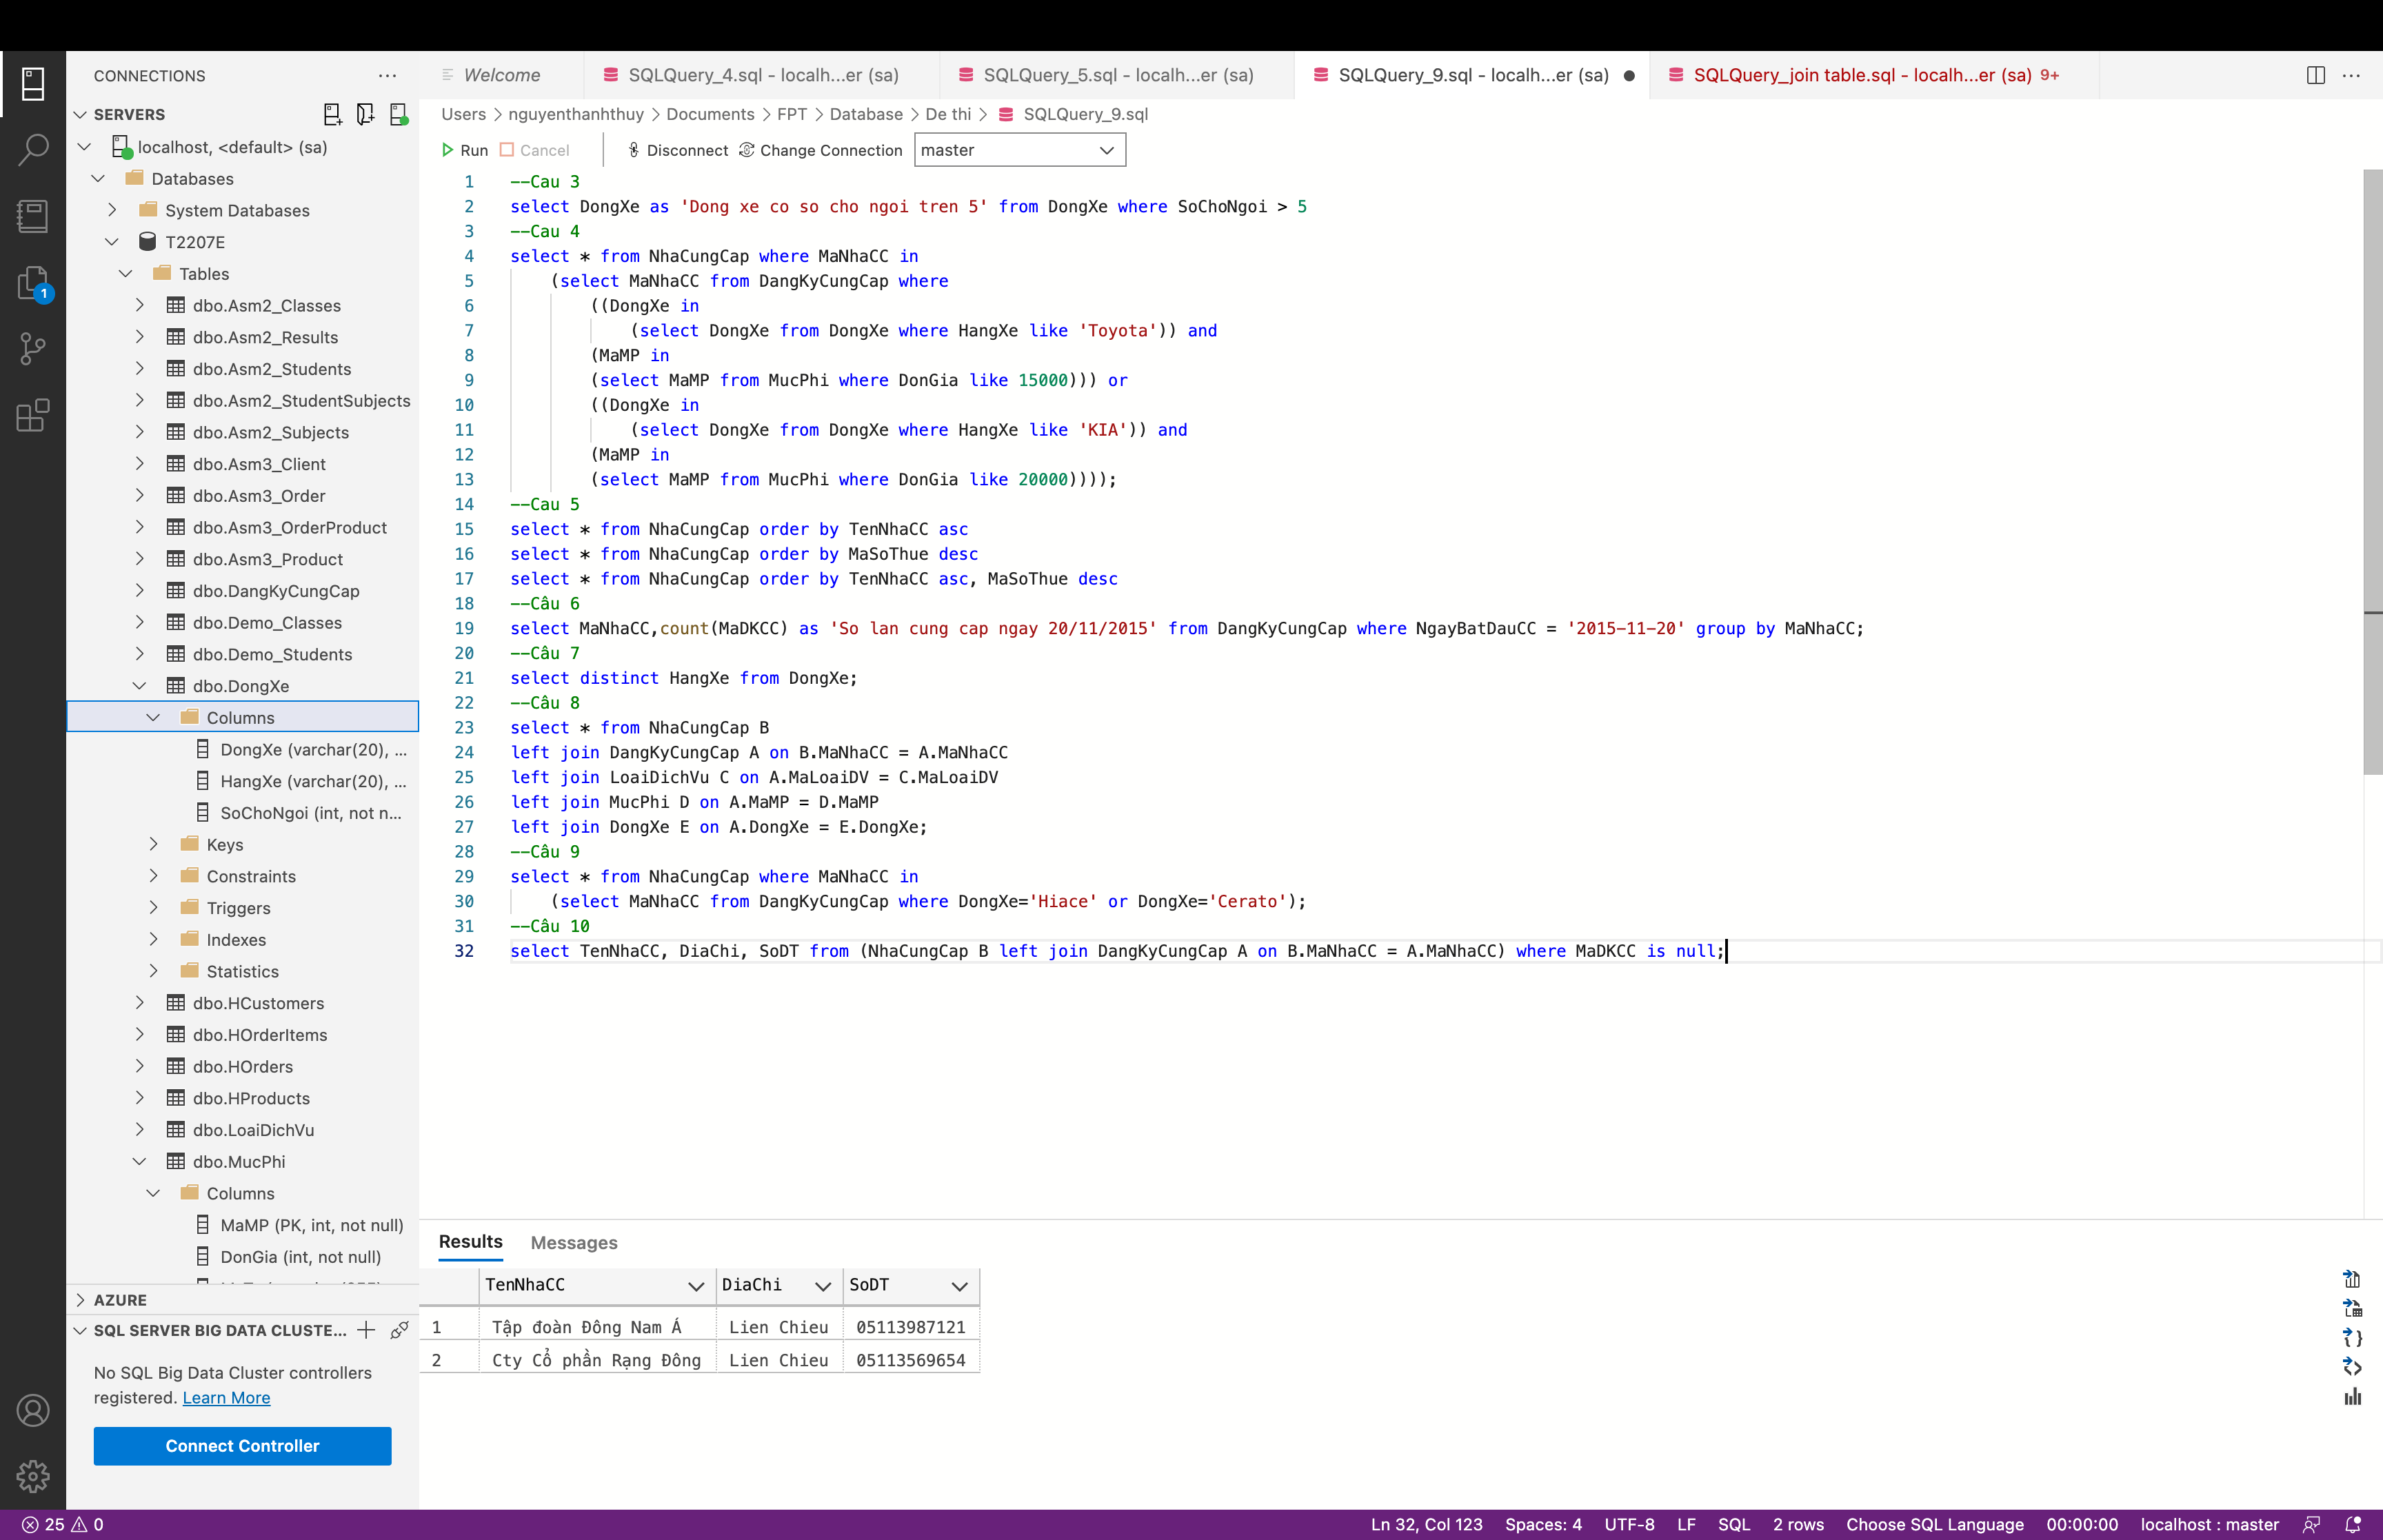 CONNECTIONS
SERVERS
localhost, <default> (sa)
Databases
System Databases
T2207E
Tables
dbo.Asm2_Classes
dbo.Asm2_Results
dbo.Asm2_Students
dbo.Asm2_StudentSubjects
dbo.Asm2_Subjects
dbo.Asm3_Client
dbo.Asm3_Order
dbo.Asm3_OrderProduct
dbo.Asm3_Product
dbo.DangKyCungCap
dbo.Demo_Classes
dbo.Demo_Students
dbo.DongXe
Columns
DongXe (varchar(20), ...
HangXe (varchar(20), ...
SoChoNgoi (int, not n...
Keys
Constraints
Triggers
Indexes
Statistics
dbo.HCustomers
dbo.HOrderItems
dbo.HOrders
dbo.HProducts
dbo.LoaiDichVu
dbo.MucPhi
Columns
MaMP (PK, int, not null)
DonGia (int, not null)
AZURE
SQL SERVER BIG DATA CLUSTE...
No SQL Big Data Cluster controllers
registered. Learn More
Connect Controller
1
Welcome
SQLQuery_4.sql - localh...er (sa)
SQLQuery_5.sql - localh...er (sa)
SQLQuery_9.sql - localh...er (sa)
SQLQuery_join table.sql - localh...er (sa) 9+
Users > nguyenthanhthuy > Documents > FPT > Database > De thi > SQLQuery_9.sql
Run Cancel Disconnect Change Connection master
1 --Cau 3
2 select DongXe as 'Dong xe co so cho ngoi tren 5' from DongXe where SoChoNgoi > 5
3 --Cau 4
4 select * from NhaCungCap where MaNhaCC in
5 (select MaNhaCC from DangKyCungCap where
6 ((DongXe in
7 (select DongXe from DongXe where HangXe like 'Toyota')) and
8 (MaMP in
9 (select MaMP from MucPhi where DonGia like 15000))) or
10 ((DongXe in
11 (select DongXe from DongXe where HangXe like 'KIA')) and
12 (MaMP in
13 (select MaMP from MucPhi where DonGia like 20000))));
14 --Cau 5
15 select * from NhaCungCap order by TenNhaCC asc
16 select * from NhaCungCap order by MaSoThue desc
17 select * from NhaCungCap order by TenNhaCC asc, MaSoThue desc
18 --Câu 6
19 select MaNhaCC,count(MaDKCC) as 'So lan cung cap ngay 20/11/2015' from DangKyCungCap where NgayBatDauCC = '2015-11-20' group by MaNhaCC;
20 --Câu 7
21 select distinct HangXe from DongXe;
22 --Câu 8
23 select * from NhaCungCap B
24 left join DangKyCungCap A on B.MaNhaCC = A.MaNhaCC
25 left join LoaiDichVu C on A.MaLoaiDV = C.MaLoaiDV
26 left join MucPhi D on A.MaMP = D.MaMP
27 left join DongXe E on A.DongXe = E.DongXe;
28 --Câu 9
29 select * from NhaCungCap where MaNhaCC in
30 (select MaNhaCC from DangKyCungCap where DongXe='Hiace' or DongXe='Cerato');
31 --Câu 10
32 select TenNhaCC, DiaChi, SoDT from (NhaCungCap B left join DangKyCungCap A on B.MaNhaCC = A.MaNhaCC) where MaDKCC is null;
Results Messages
TenNhaCC DiaChi SoDT
1 Tập đoàn Đông Nam Á Lien Chieu 05113987121
2 Cty Cổ phần Rạng Đông Lien Chieu 05113569654
25 0
Ln 32, Col 123 Spaces: 4 UTF-8 LF SQL 2 rows Choose SQL Language 00:00:00 localhost : master